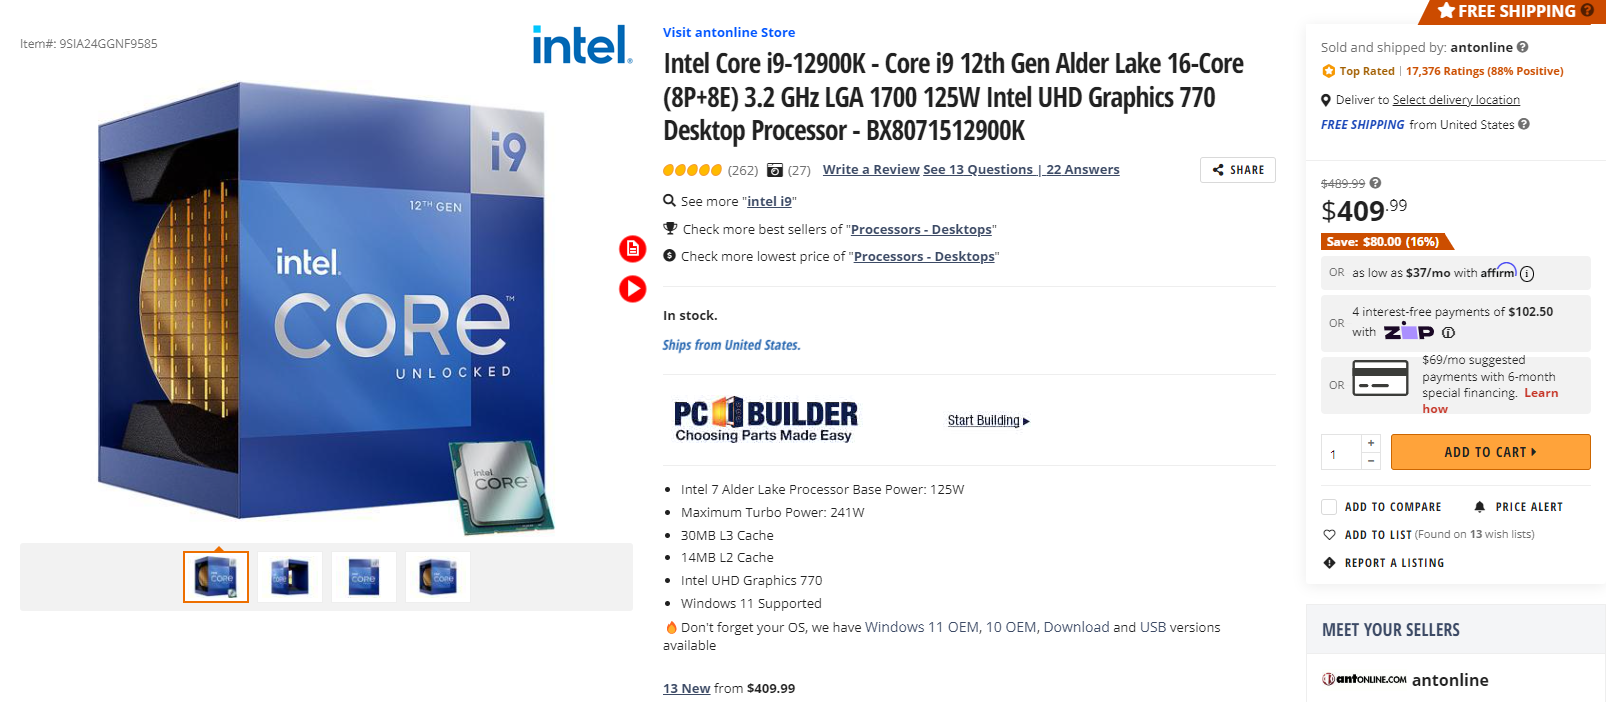 Item#: 9SIA24GGNF9585
intel.
i9
12TH GEN
intel.
CORE™
UNLOCKED
intel
CORE
Visit antonline Store
Intel Core i9-12900K - Core i9 12th Gen Alder Lake 16-Core
(8P+8E) 3.2 GHz LGA 1700 125W Intel UHD Graphics 770
Desktop Processor - BX8071512900K
(262) (27) Write a Review See 13 Questions | 22 Answers
SHARE
See more "intel i9"
Check more best sellers of "Processors - Desktops"
Check more lowest price of "Processors - Desktops"
In stock.
Ships from United States.
PC BUILDER
Choosing Parts Made Easy
Start Building
Intel 7 Alder Lake Processor Base Power: 125W
Maximum Turbo Power: 241W
30MB L3 Cache
14MB L2 Cache
Intel UHD Graphics 770
Windows 11 Supported
Don't forget your OS, we have Windows 11 OEM, 10 OEM, Download and USB versions
available
13 New from $409.99
FREE SHIPPING ?
Sold and shipped by: antonline ?
Top Rated | 17,376 Ratings (88% Positive)
Deliver to Select delivery location
FREE SHIPPING from United States ?
$489.99 ?
$409.99
Save: $80.00 (16%)
OR as low as $37/mo with affirm
OR 4 interest-free payments of $102.50
with ZIP
OR $69/mo suggested
payments with 6-month
special financing. Learn
how
1 + -
ADD TO CART
ADD TO COMPARE
PRICE ALERT
ADD TO LIST (Found on 13 wish lists)
REPORT A LISTING
MEET YOUR SELLERS
antONLINE.COM antonline